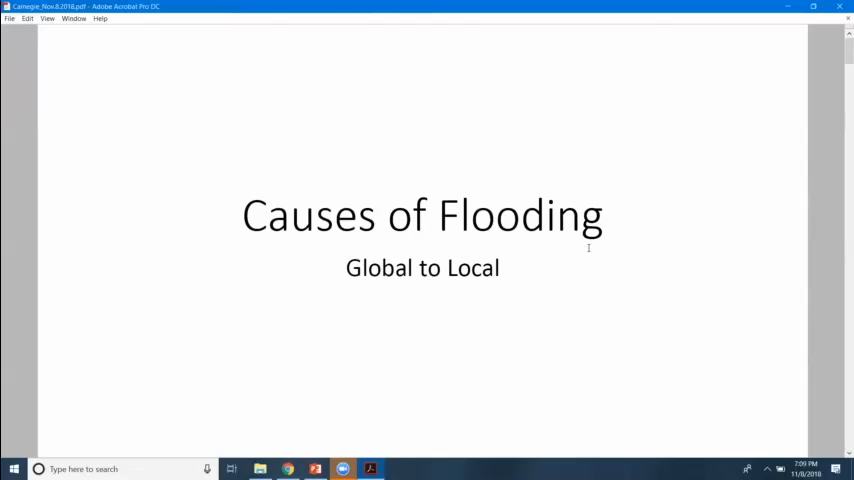 Carnegie_Nov.8.2018.pdf - Adobe Acrobat Pro DC
File Edit View Window Help
Causes of Flooding
Global to Local
Type here to search
7:09 PM
11/8/2018